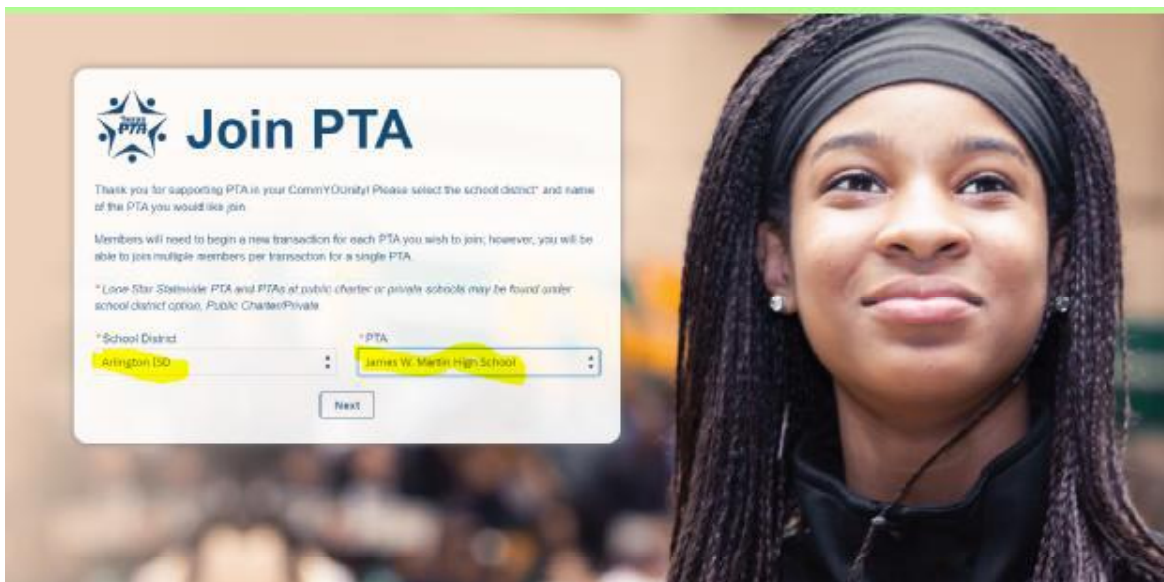 Texas
PTA
Join PTA
Thank you for supporting PTA in your CommYOUnity! Please select the school district* and name
of the PTA you would like join
Members will need to begin a new transaction for each PTA you wish to join; however, you will be
able to join multiple members per transaction for a single PTA.
*Lone Star Statewide PTA and PTAs at public charter or private schools may be found under
school district option, Public Charter/Private
*School District
*PTA
Arlington ISD
James W. Martin High School
Next